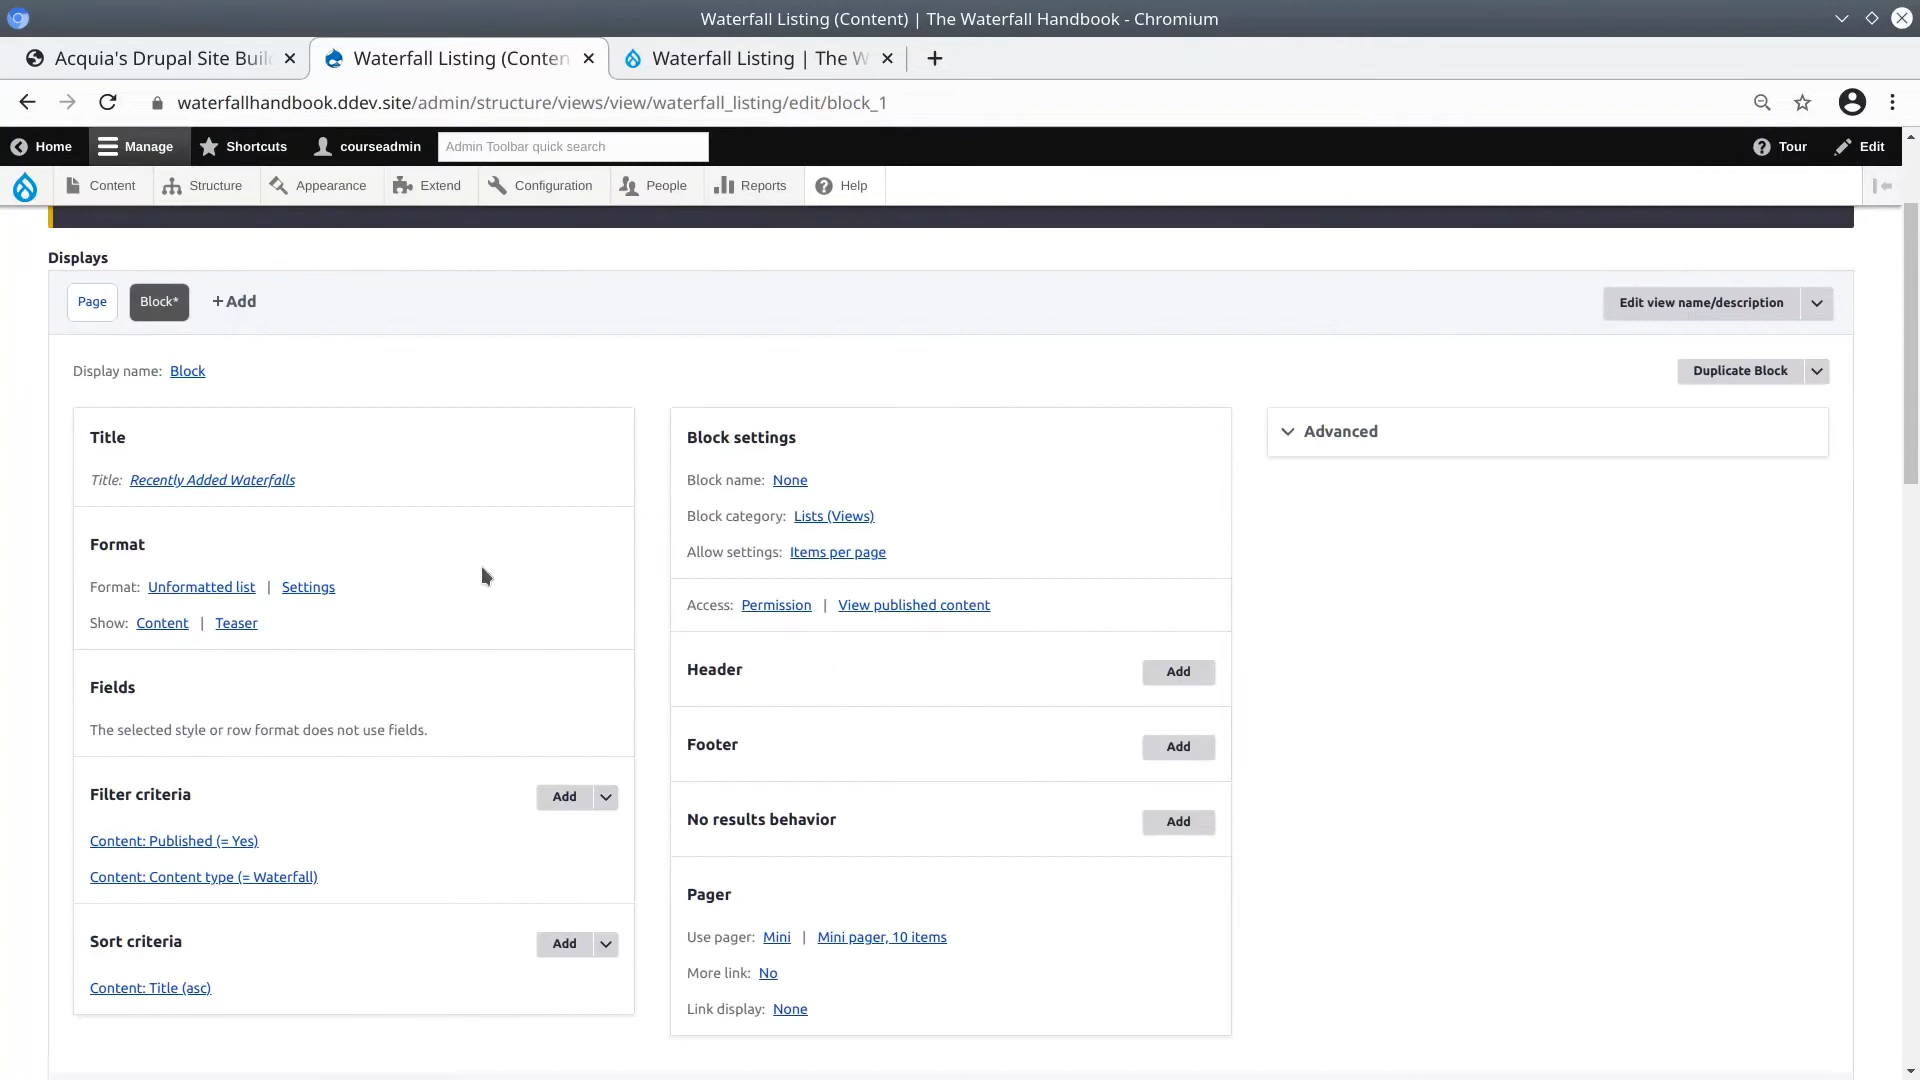 Waterfall Listing (Content) | The Waterfall Handbook - Chromium
Acquia's Drupal Site Buil
Waterfall Listing (Conten
Waterfall Listing | The W
waterfallhandbook.ddev.site/admin/structure/views/view/waterfall_listing/edit/block_1
Home
Manage
Shortcuts
courseadmin
Admin Toolbar quick search
Tour
Edit
Content
Structure
Appearance
Extend
Configuration
People
Reports
Help
Displays
Page
Block*
+ Add
Edit view name/description
Display name: Block
Duplicate Block
Title
Title: Recently Added Waterfalls
Format
Format: Unformatted list | Settings
Show: Content | Teaser
Fields
The selected style or row format does not use fields.
Filter criteria
Add
Content: Published (= Yes)
Content: Content type (= Waterfall)
Sort criteria
Add
Content: Title (asc)
Block settings
Block name: None
Block category: Lists (Views)
Allow settings: Items per page
Access: Permission | View published content
Header
Add
Footer
Add
No results behavior
Add
Pager
Use pager: Mini | Mini pager, 10 items
More link: No
Link display: None
Advanced